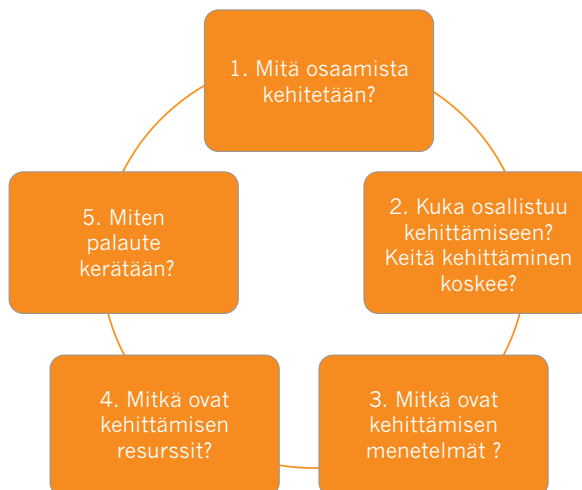 1. Mitä osaamista
kehitetään?
2. Kuka osallistuu
kehittämiseen?
Keitä kehittäminen
koskee?
3. Mitkä ovat
kehittämisen
menetelmät ?
4. Mitkä ovat
kehittämisen
resurssit?
5. Miten
palaute
kerätään?